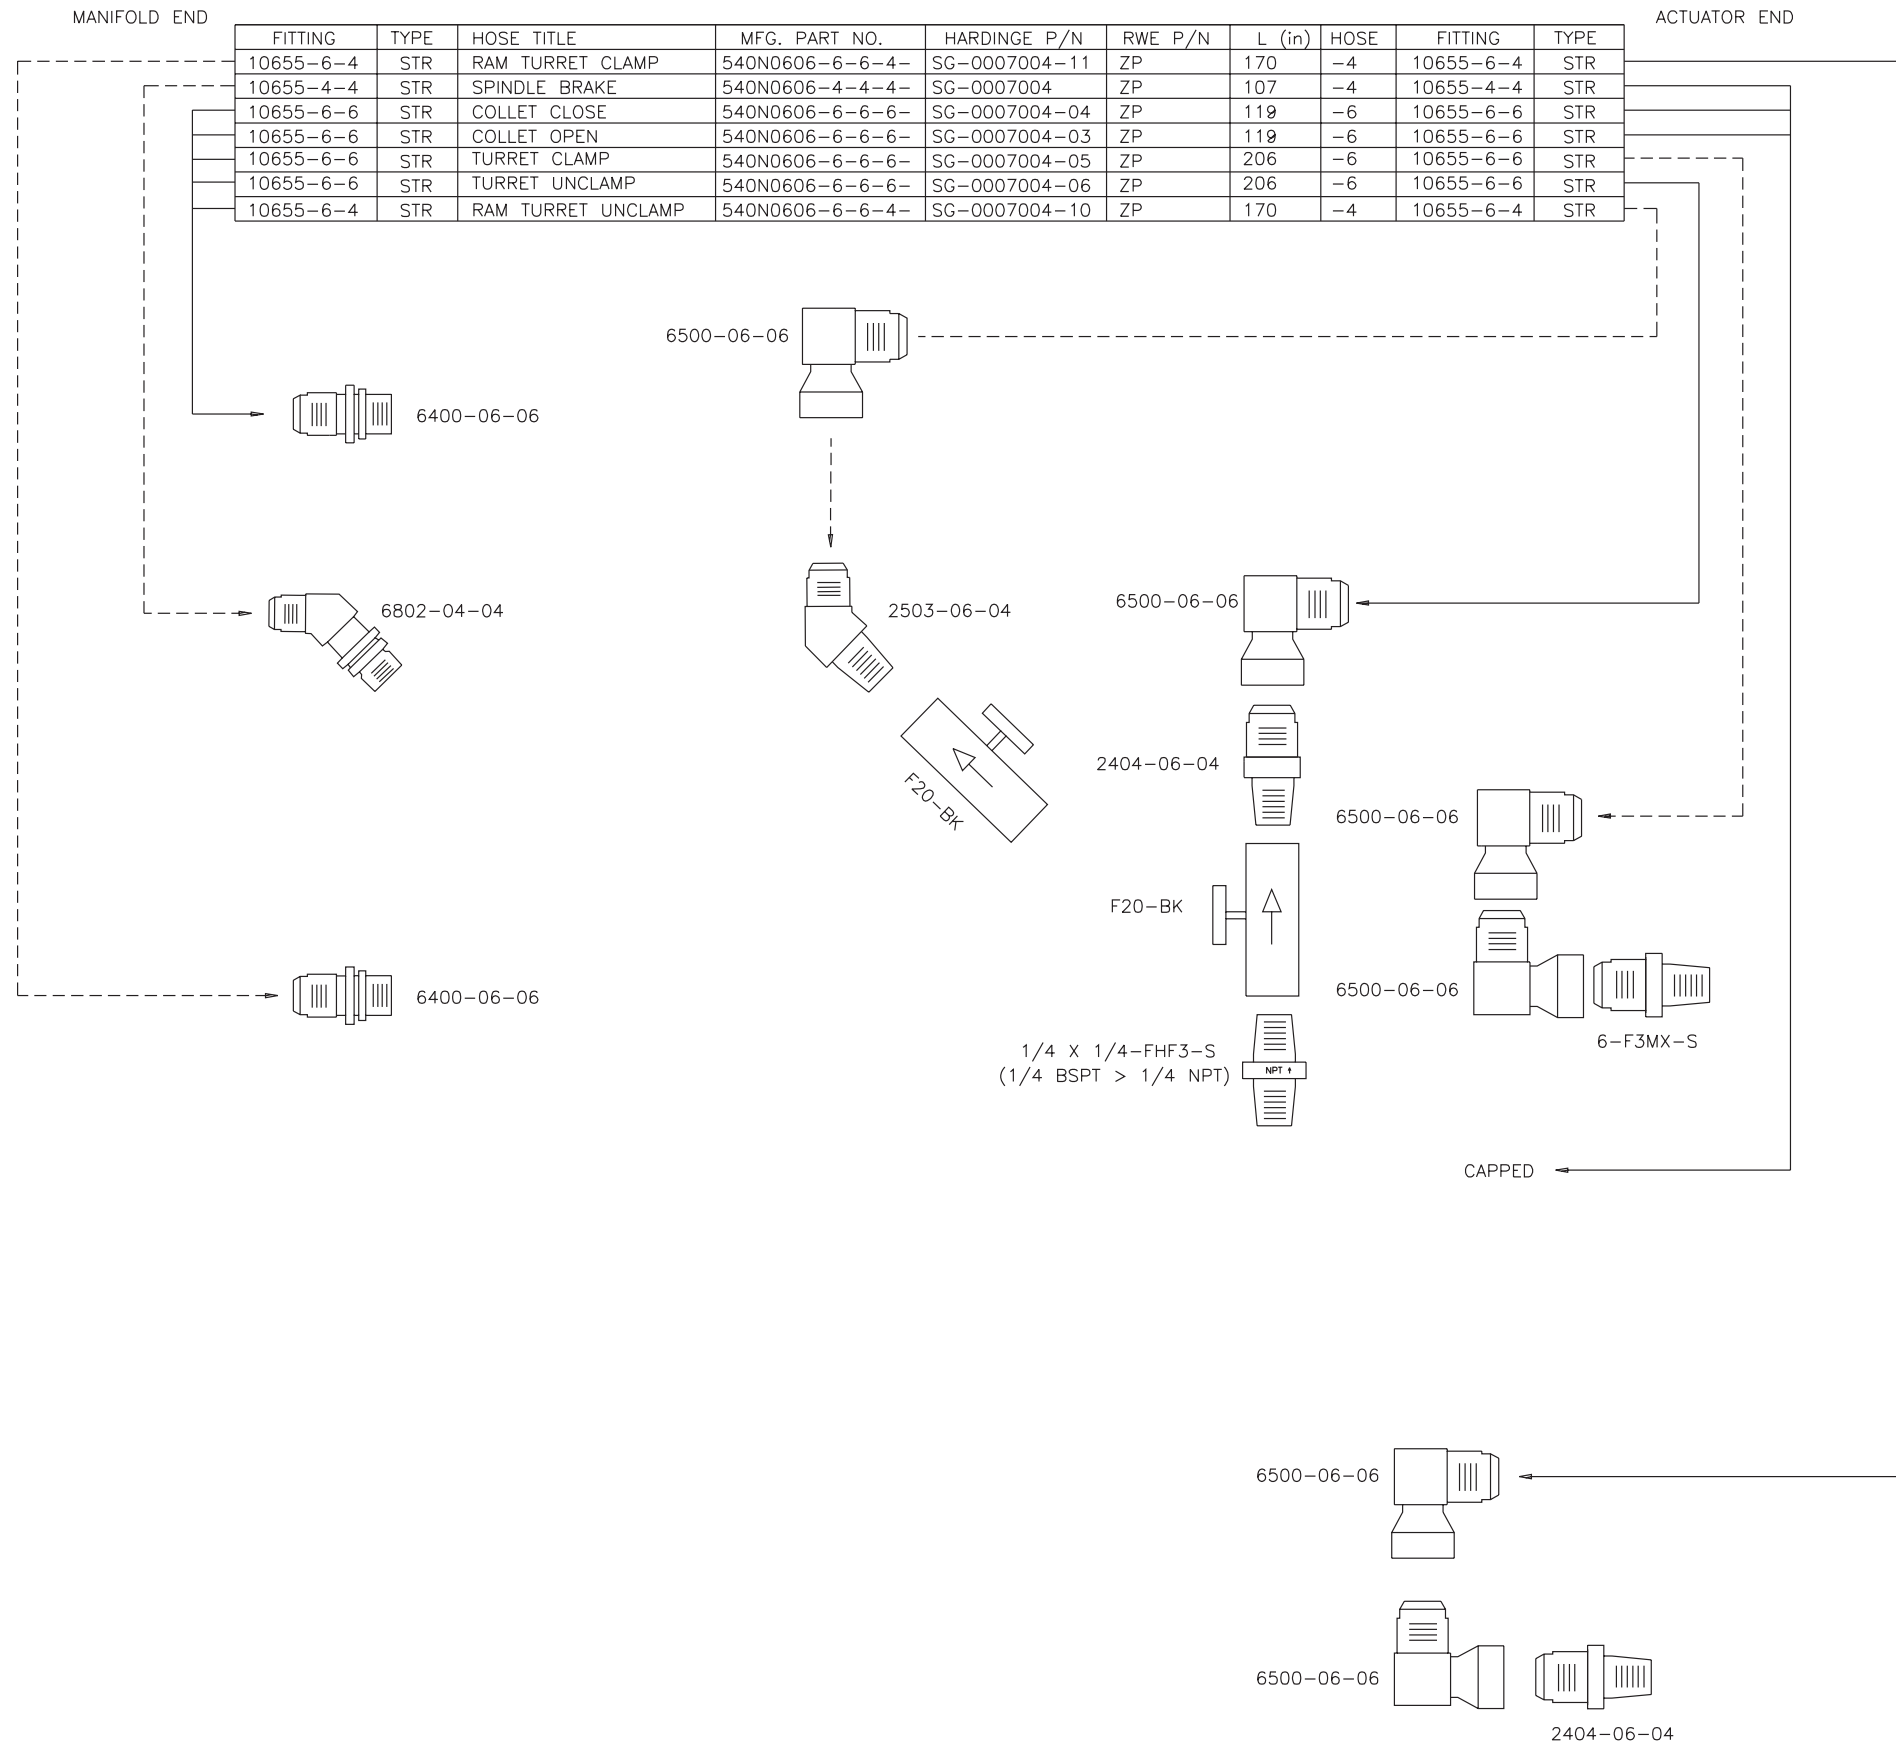 MANIFOLD END
ACTUATOR END
FITTING TYPE HOSE TITLE MFG. PART NO. HARDINGE P/N RWE P/N L (in) HOSE FITTING TYPE
10655-6-4 STR RAM TURRET CLAMP 540N0606-6-6-4- SG-0007004-11 ZP 170 -4 10655-6-4 STR
10655-4-4 STR SPINDLE BRAKE 540N0606-4-4-4- SG-0007004 ZP 107 -4 10655-4-4 STR
10655-6-6 STR COLLET CLOSE 540N0606-6-6-6- SG-0007004-04 ZP 119 -6 10655-6-6 STR
10655-6-6 STR COLLET OPEN 540N0606-6-6-6- SG-0007004-03 ZP 119 -6 10655-6-6 STR
10655-6-6 STR TURRET CLAMP 540N0606-6-6-6- SG-0007004-05 ZP 206 -6 10655-6-6 STR
10655-6-6 STR TURRET UNCLAMP 540N0606-6-6-6- SG-0007004-06 ZP 206 -6 10655-6-6 STR
10655-6-4 STR RAM TURRET UNCLAMP 540N0606-6-6-4- SG-0007004-10 ZP 170 -4 10655-6-4 STR
6500-06-06
6400-06-06
6802-04-04
2503-06-04
6500-06-06
2404-06-04
F20-BK
6500-06-06
F20-BK
6400-06-06
6500-06-06
6-F3MX-S
1/4 X 1/4-FHF3-S
(1/4 BSPT > 1/4 NPT)
NPT
CAPPED
6500-06-06
6500-06-06
2404-06-04